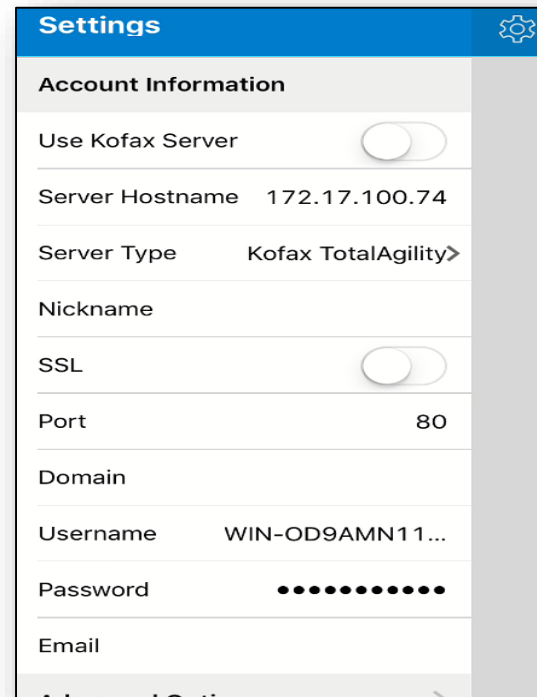 Settings
Account Information
Use Kofax Server
Server Hostname 172.17.100.74
Server Type Kofax TotalAgility>
Nickname
SSL
Port 80
Domain
Username WIN-OD9AMN11...
Password ●●●●●●●●●●●
Email